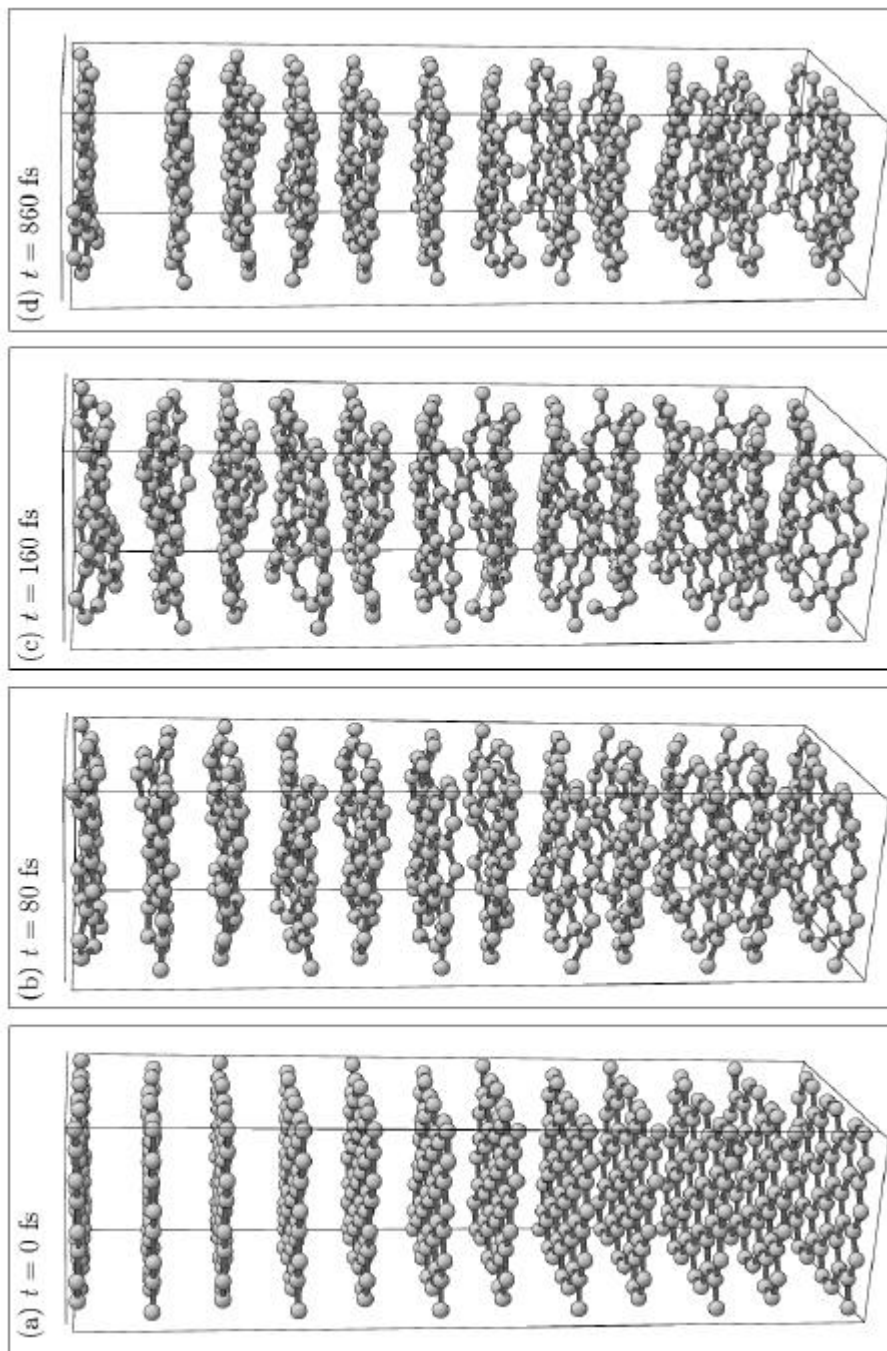 (a) t = 0 fs
(b) t = 80 fs
(c) t = 160 fs
(d) t = 860 fs